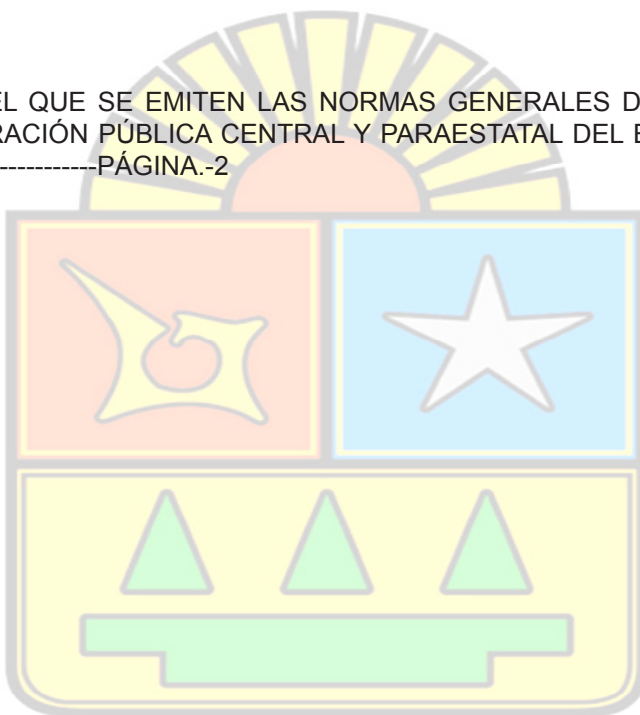 EL QUE SE EMITEN LAS NORMAS GENERALES D
RACIÓN PÚBLICA CENTRAL Y PARAESTATAL DEL E
------------PÁGINA.-2